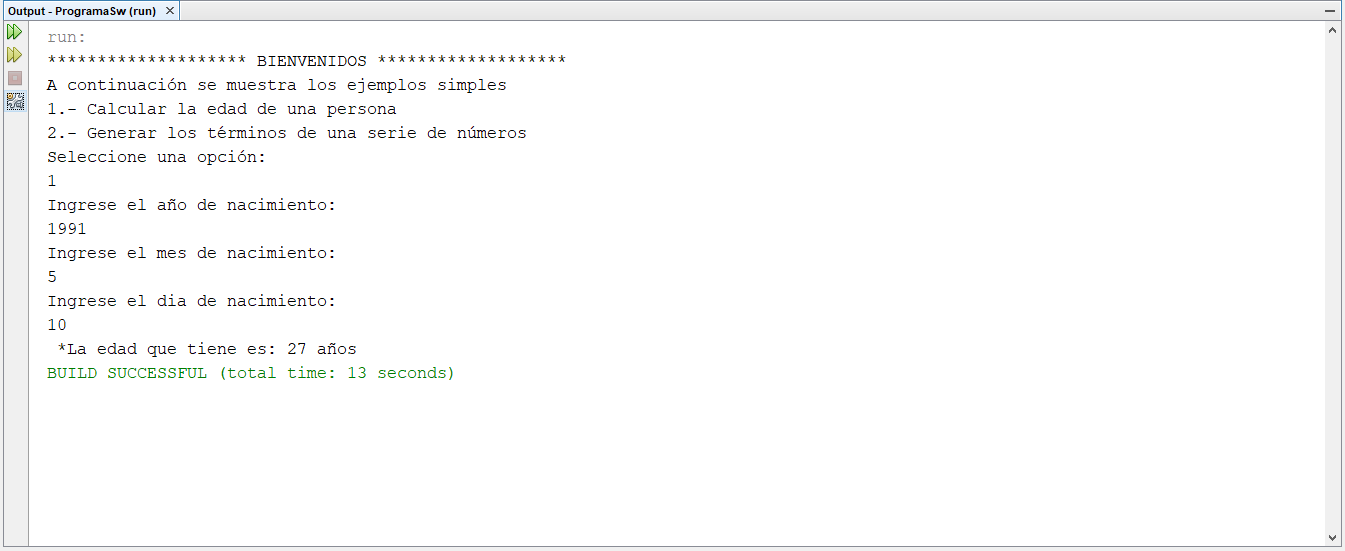 Output - ProgramaSw (run)
run:
******************** BIENVENIDOS *******************
A continuación se muestra los ejemplos simples
1.- Calcular la edad de una persona
2.- Generar los términos de una serie de números
Seleccione una opción:
1
Ingrese el año de nacimiento:
1991
Ingrese el mes de nacimiento:
5
Ingrese el dia de nacimiento:
10
*La edad que tiene es: 27 años
BUILD SUCCESSFUL (total time: 13 seconds)